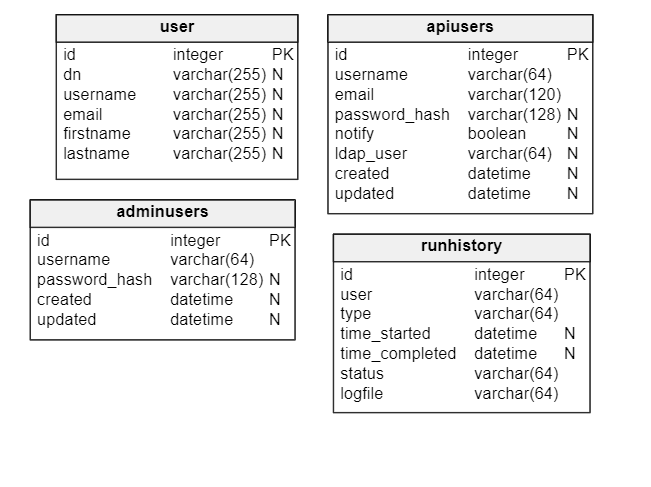 user
id integer PK
dn varchar(255) N
username varchar(255) N
email varchar(255) N
firstname varchar(255) N
lastname varchar(255) N
apiusers
id integer PK
username varchar(64)
email varchar(120)
password_hash varchar(128) N
notify boolean N
ldap_user varchar(64) N
created datetime N
updated datetime N
adminusers
id integer PK
username varchar(64)
password_hash varchar(128) N
created datetime N
updated datetime N
runhistory
id integer PK
user varchar(64)
type varchar(64)
time_started datetime N
time_completed datetime N
status varchar(64)
logfile varchar(64)